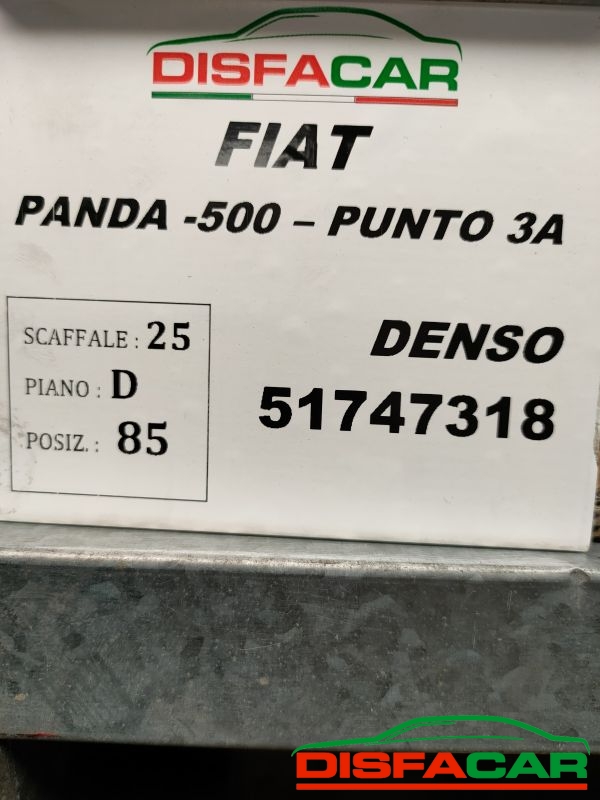 DISFACAR
FIAT
PANDA -500 – PUNTO 3A
DENSO
51747318
SCAFFALE : 25
PIANO : D
POSIZ. : 85
DISFACAR